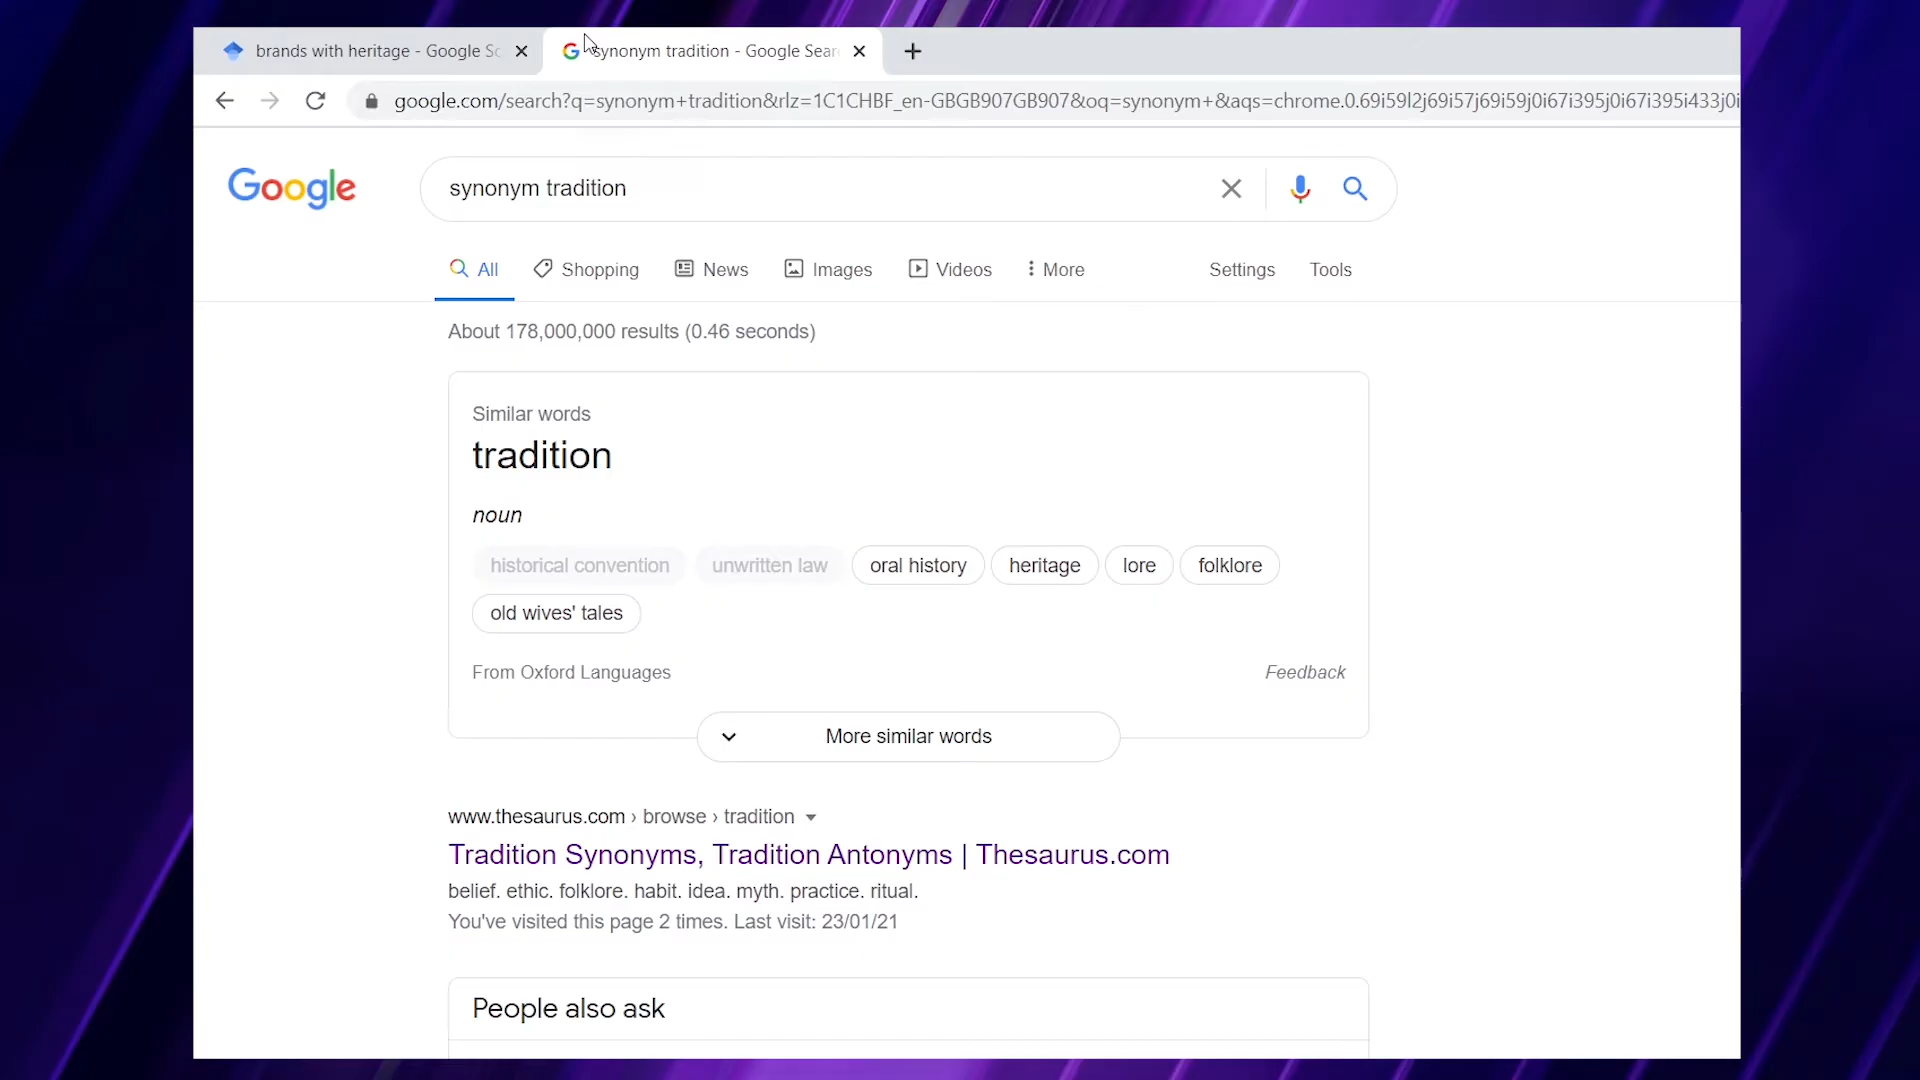 brands with heritage - Google Sc
synonym tradition - Google Sear
google.com/search?q=synonym+tradition&rlz=1C1CHBF_en-GBGB907GB907&oq=synonym+&aqs=chrome.0.69i59l2j69i57j69i59j0i67i395j0i67i395i433j0i
Google
synonym tradition
All Shopping News Images Videos More Settings Tools
About 178,000,000 results (0.46 seconds)
Similar words
tradition
noun
historical convention unwritten law oral history heritage lore folklore
old wives' tales
From Oxford Languages Feedback
More similar words
www.thesaurus.com › browse › tradition
Tradition Synonyms, Tradition Antonyms | Thesaurus.com
belief. ethic. folklore. habit. idea. myth. practice. ritual.
You've visited this page 2 times. Last visit: 23/01/21
People also ask